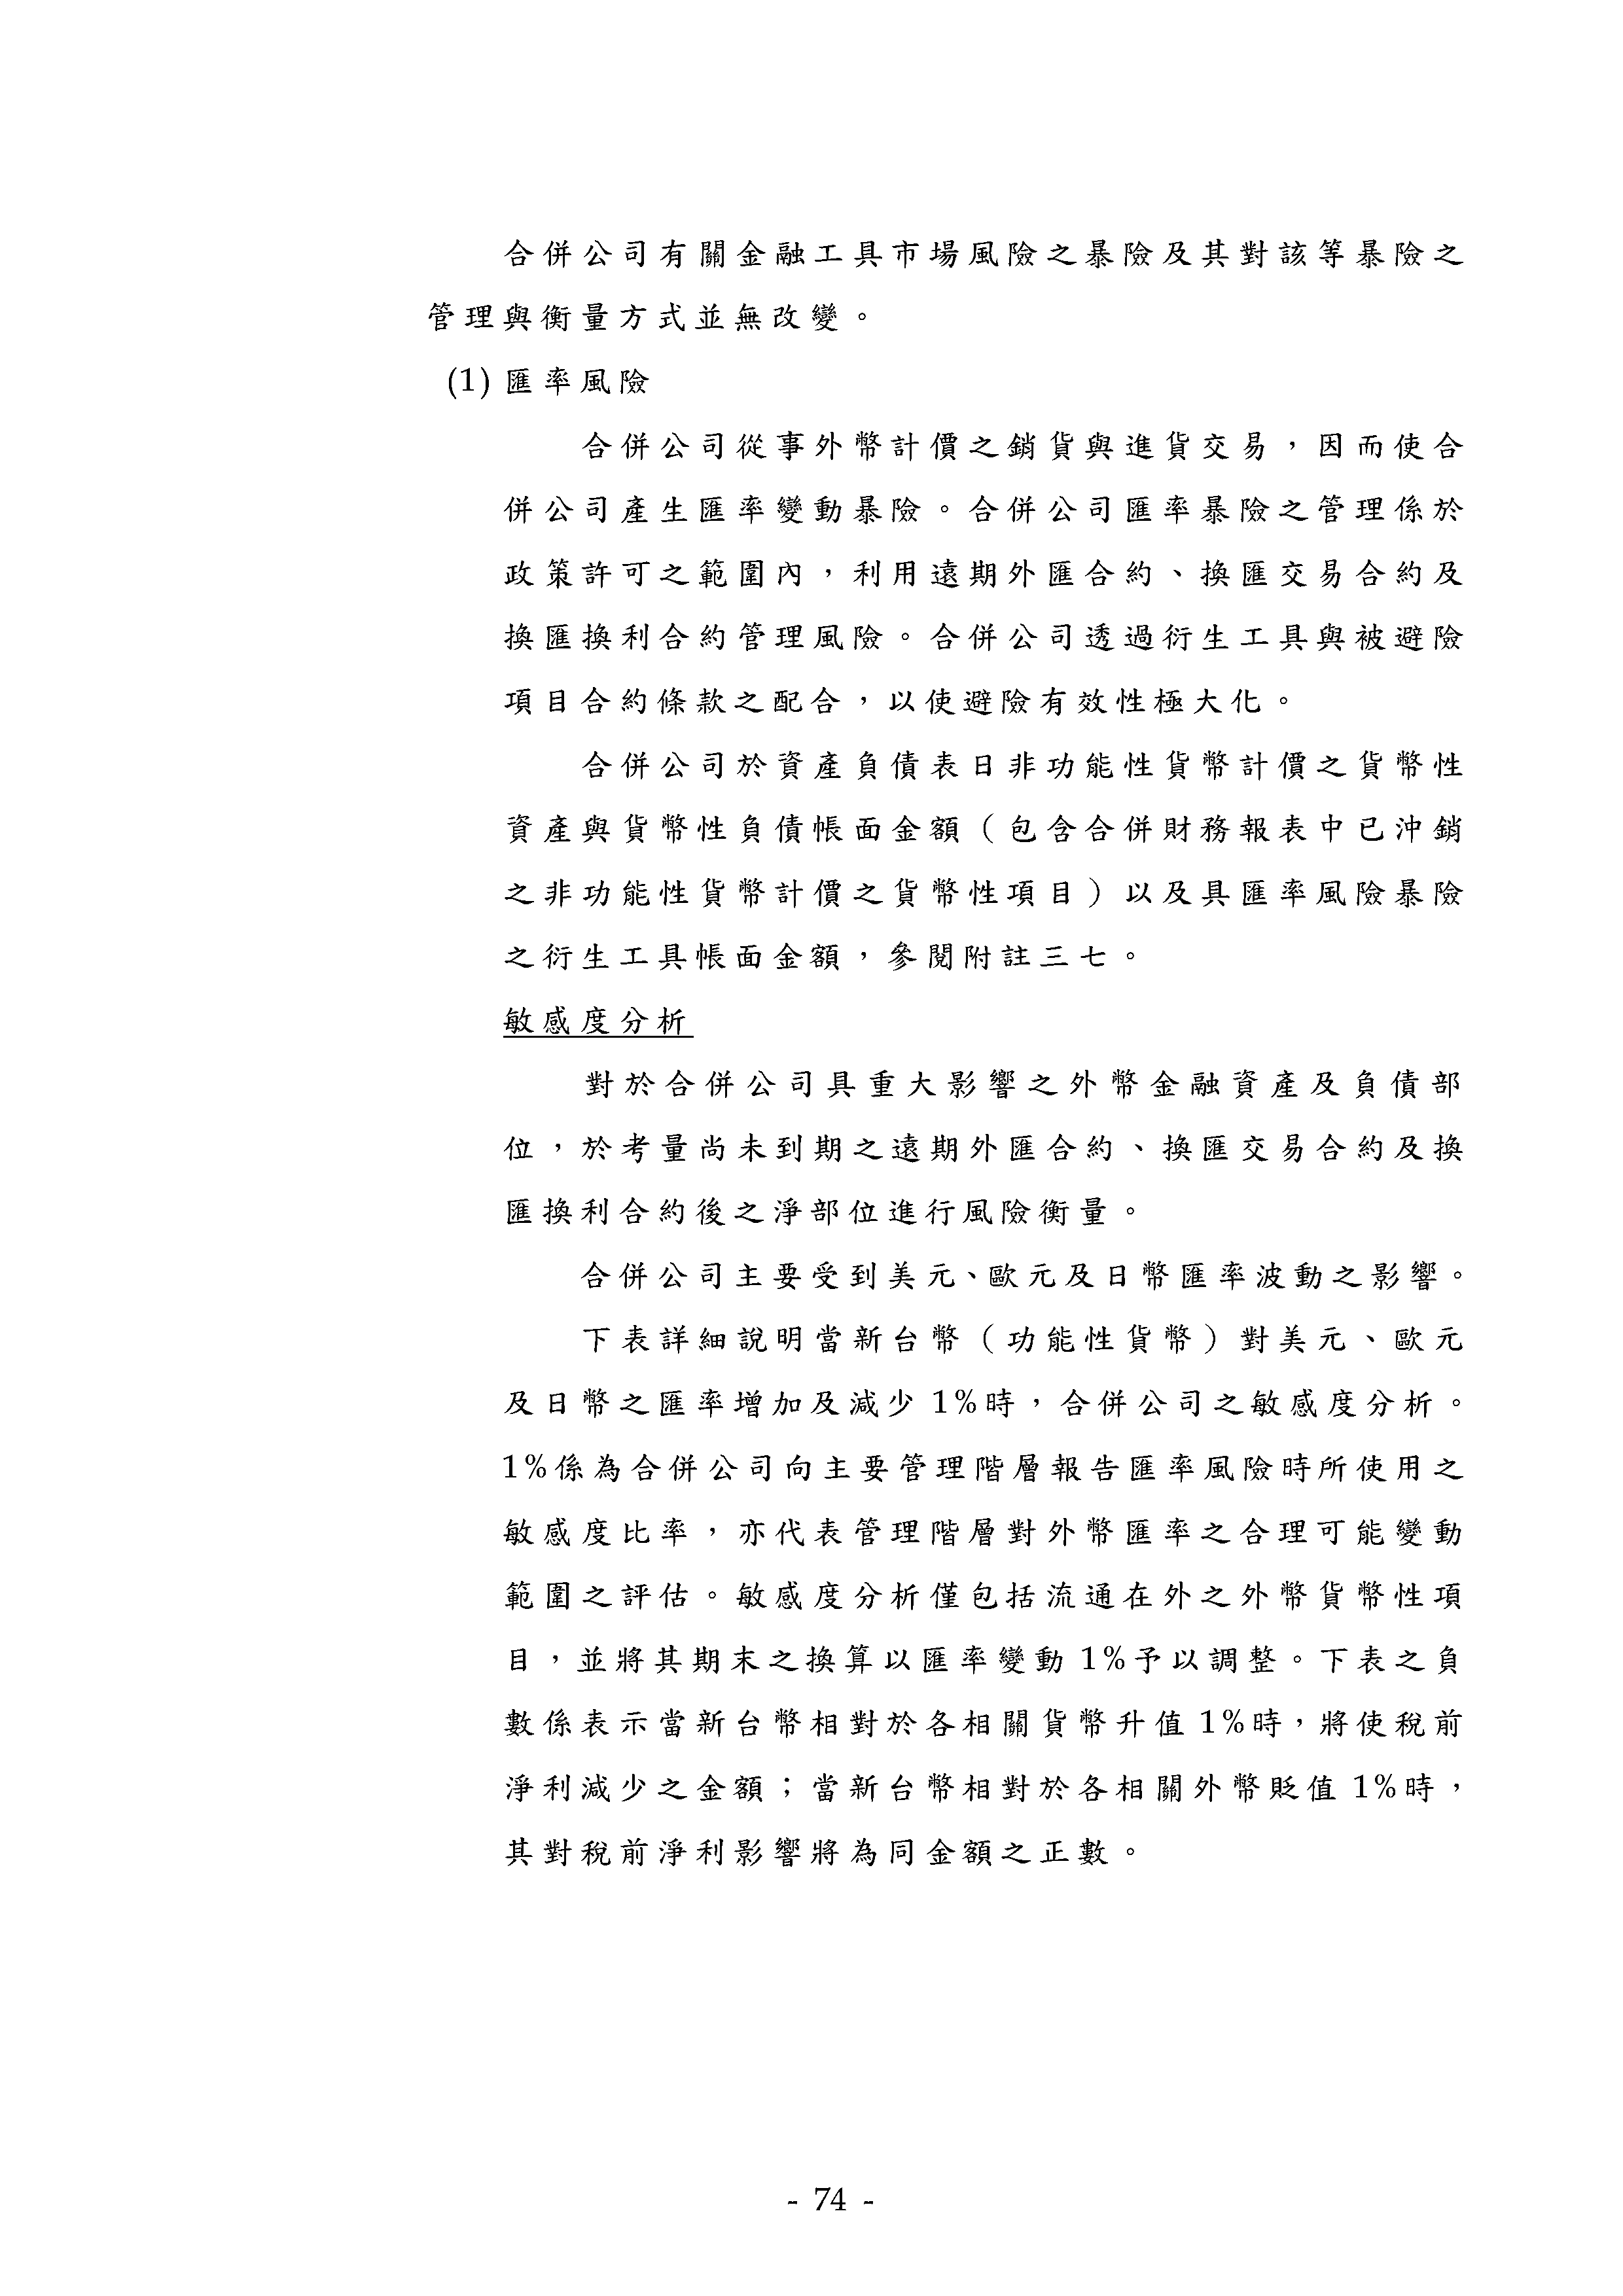 合併公司有關金融工具市場風險之暴險及其對該等暴險之
管理與衡量方式並無改變。
(1) 匯率風險
合併公司從事外幣計價之銷貨與進貨交易，因而使合
併公司產生匯率變動暴險。合併公司匯率暴險之管理係於
政策許可之範圍內，利用遠期外匯合約、換匯交易合約及
換匯換利合約管理風險。合併公司透過衍生工具與被避險
項目合約條款之配合，以使避險有效性極大化。
合併公司於資產負債表日非功能性貨幣計價之貨幣性
資產與貨幣性負債帳面金額（包含合併財務報表中已沖銷
之非功能性貨幣計價之貨幣性項目）以及具匯率風險暴險
之衍生工具帳面金額，參閱附註三七。
敏感度分析
對於合併公司具重大影響之外幣金融資產及負債部
位，於考量尚未到期之遠期外匯合約、換匯交易合約及換
匯換利合約後之淨部位進行風險衡量。
合併公司主要受到美元、歐元及日幣匯率波動之影響。
下表詳細說明當新台幣（功能性貨幣）對美元、歐元
及日幣之匯率增加及減少 1%時，合併公司之敏感度分析。
1%係為合併公司向主要管理階層報告匯率風險時所使用之
敏感度比率，亦代表管理階層對外幣匯率之合理可能變動
範圍之評估。敏感度分析僅包括流通在外之外幣貨幣性項
目，並將其期末之換算以匯率變動 1%予以調整。下表之負
數係表示當新台幣相對於各相關貨幣升值 1%時，將使稅前
淨利減少之金額；當新台幣相對於各相關外幣貶值 1%時，
其對稅前淨利影響將為同金額之正數。
- 74 -